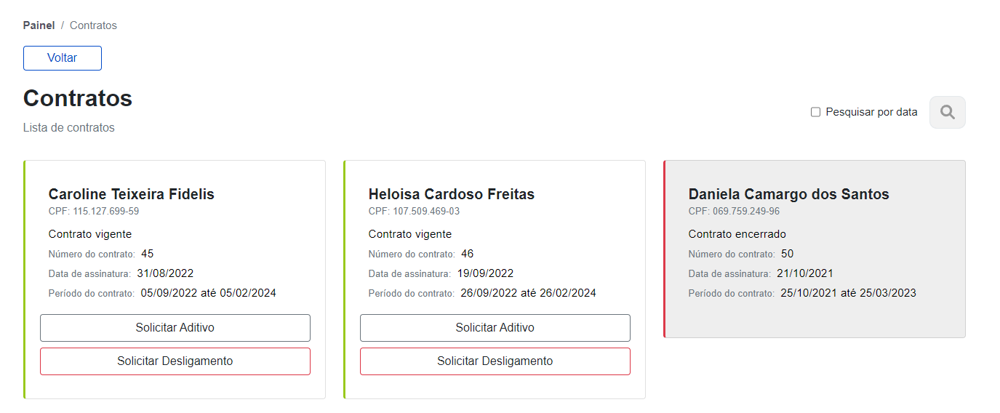 Painel / Contratos
Voltar
Contratos
Lista de contratos
Pesquisar por data
Caroline Teixeira Fidelis
CPF: 115.127.699-59
Contrato vigente
Número do contrato: 45
Data de assinatura: 31/08/2022
Período do contrato: 05/09/2022 até 05/02/2024
Solicitar Aditivo
Solicitar Desligamento
Heloisa Cardoso Freitas
CPF: 107.509.469-03
Contrato vigente
Número do contrato: 46
Data de assinatura: 19/09/2022
Período do contrato: 26/09/2022 até 26/02/2024
Solicitar Aditivo
Solicitar Desligamento
Daniela Camargo dos Santos
CPF: 069.759.249-96
Contrato encerrado
Número do contrato: 50
Data de assinatura: 21/10/2021
Período do contrato: 25/10/2021 até 25/03/2023